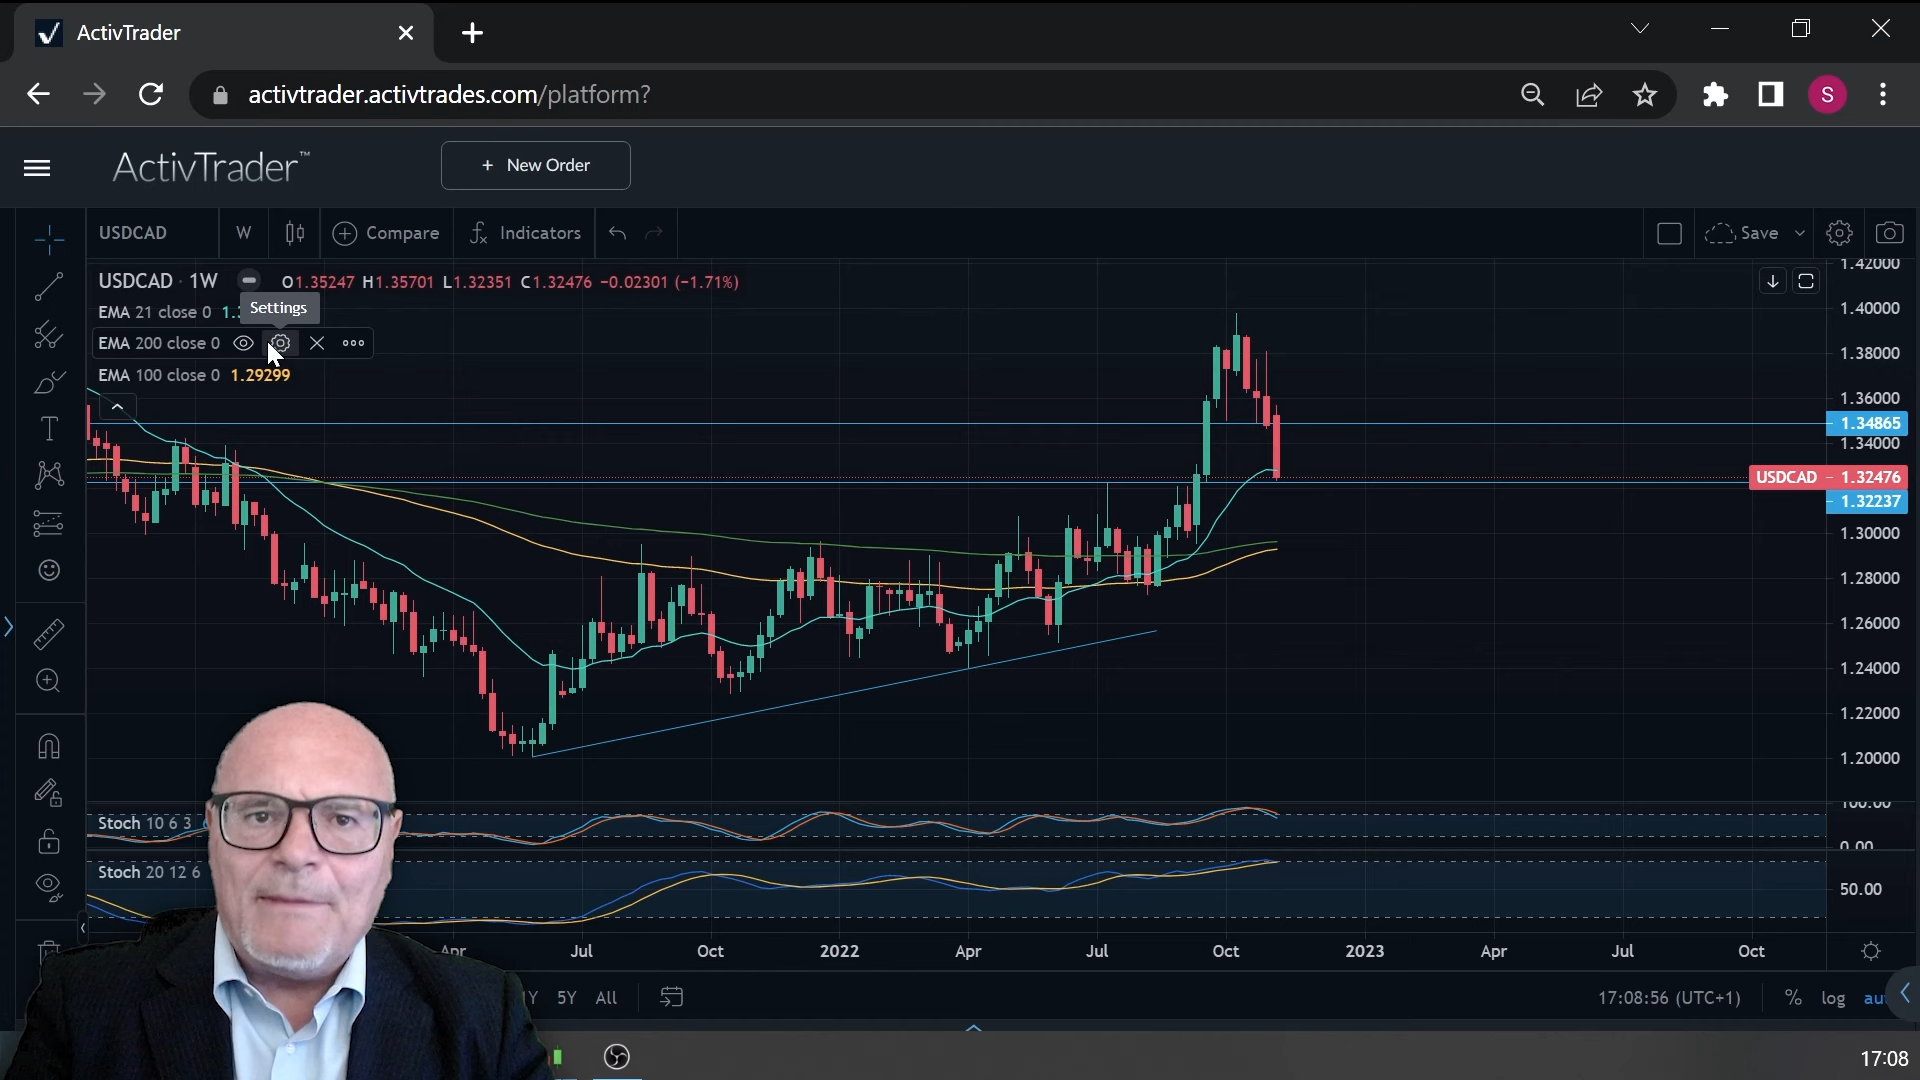 ActivTrader
activtrader.activtrades.com/platform?
S
ActivTrader™
+ New Order
USDCAD
W
Compare
Indicators
Save
USDCAD · 1W
O1.35247 H1.35701 L1.32351 C1.32476 −0.02301 (−1.71%)
EMA 21 close 0
Settings
EMA 200 close 0
EMA 100 close 0 1.29299
1.42000
1.40000
1.38000
1.36000
1.34865
1.34000
USDCAD 1.32476
1.32237
1.30000
1.28000
1.26000
1.24000
1.22000
1.20000
Stoch 10 6 3
100.00
0.00
Stoch 20 12 6
50.00
Apr Jul Oct 2022 Apr Jul Oct 2023 Apr Jul Oct
5Y All
17:08:56 (UTC+1) % log
17:08